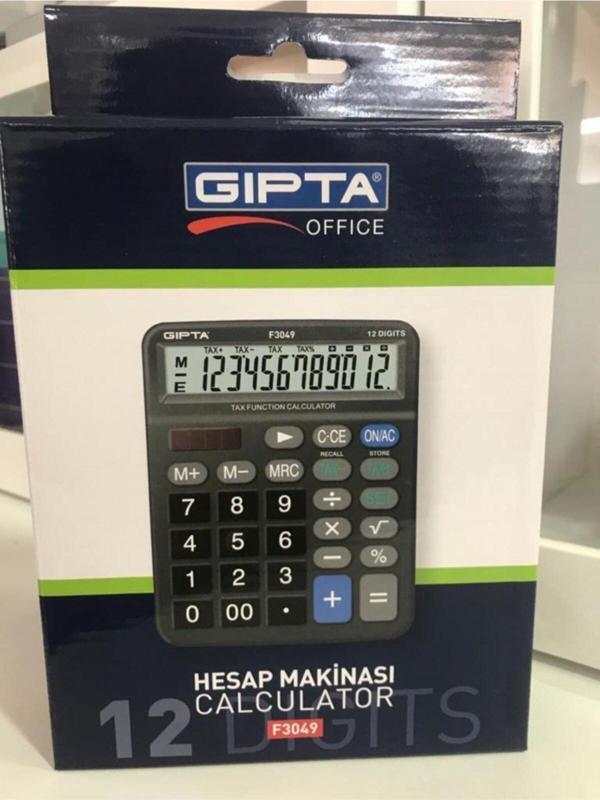 GIPTA®
OFFICE
GIPTA F3049 12 DIGITS
TAX+ TAX− TAX TAX% + − × ÷
M 123456789012.
E
TAX FUNCTION CALCULATOR
▶ C·CE ON/AC
RECALL STORE
M+ M− MRC TAX−
7 8 9 ÷ SET
4 5 6 × √
1 2 3 − %
0 00 · + =
HESAP MAKİNASI
CALCULATOR
12 DIGITS
F3049